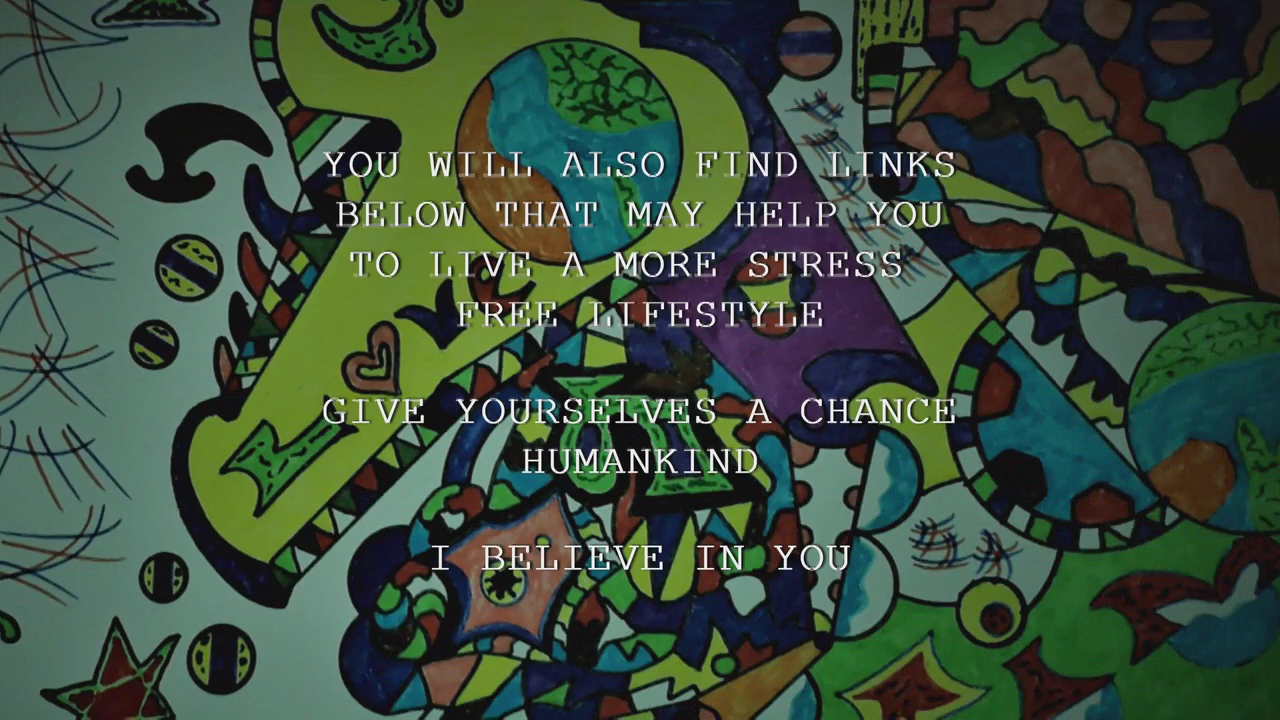 YOU WILL ALSO FIND LINKS
BELOW THAT MAY HELP YOU
TO LIVE A MORE STRESS
FREE LIFESTYLE
GIVE YOURSELVES A CHANCE
HUMANKIND
I BELIEVE IN YOU